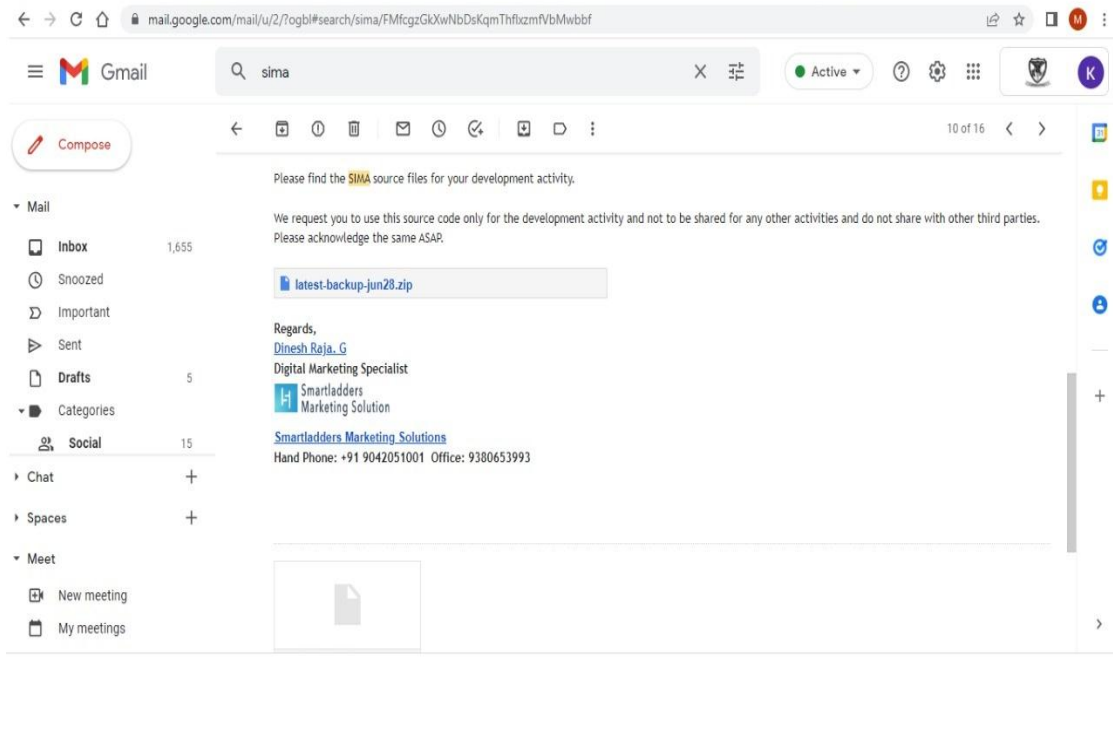 mail.google.com/mail/u/2/?ogbl#search/sima/FMfcgzGkXwNbDsKqmThflxzmfVbMwbbf
M
Gmail
sima
Active
K
Compose
10 of 16
31
Please find the SIMA source files for your development activity.
Mail
We request you to use this source code only for the development activity and not to be shared for any other activities and do not share with other third parties.
Please acknowledge the same ASAP.
Inbox 1,655
Snoozed
latest-backup-jun28.zip
Important
Regards,
Sent
Dinesh Raja. G
Digital Marketing Specialist
Drafts 5
Smartladders
Marketing Solution
Categories
Social 15
Smartladders Marketing Solutions
Hand Phone: +91 9042051001 Office: 9380653993
Chat
Spaces
Meet
New meeting
My meetings